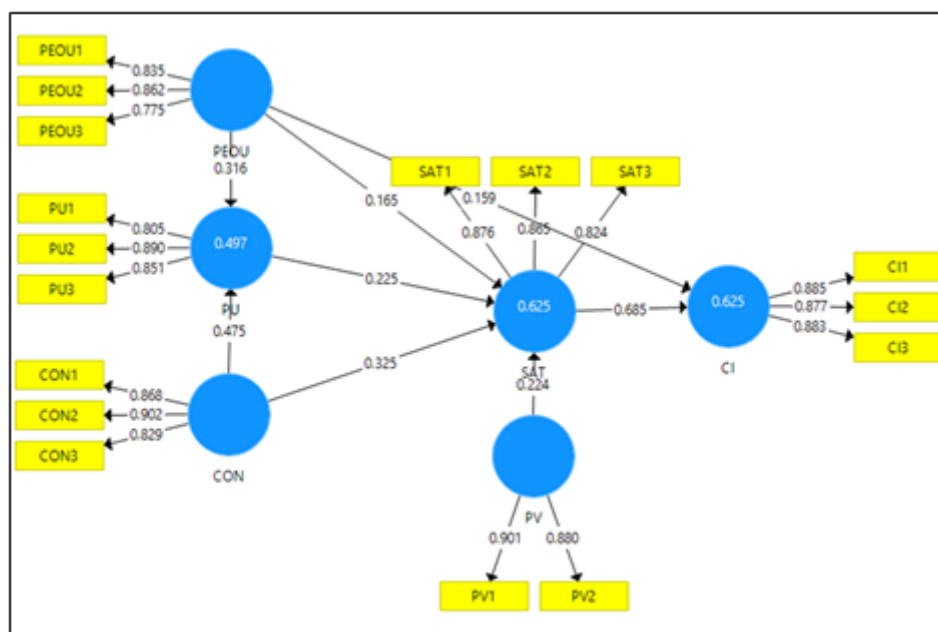 PEOU1
PEOU2
PEOU3
0.835
0.862
0.775
PEOU
0.316
SAT1
SAT2
SAT3
0.165
0.159
0.876
0.865
0.824
PU1
PU2
PU3
0.805
0.890
0.851
0.497
PU
0.475
0.225
0.625
SAT
0.224
0.685
0.625
CI
0.885
0.877
0.883
CI1
CI2
CI3
0.325
CON1
CON2
CON3
0.868
0.902
0.829
CON
PV
0.901
0.880
PV1
PV2